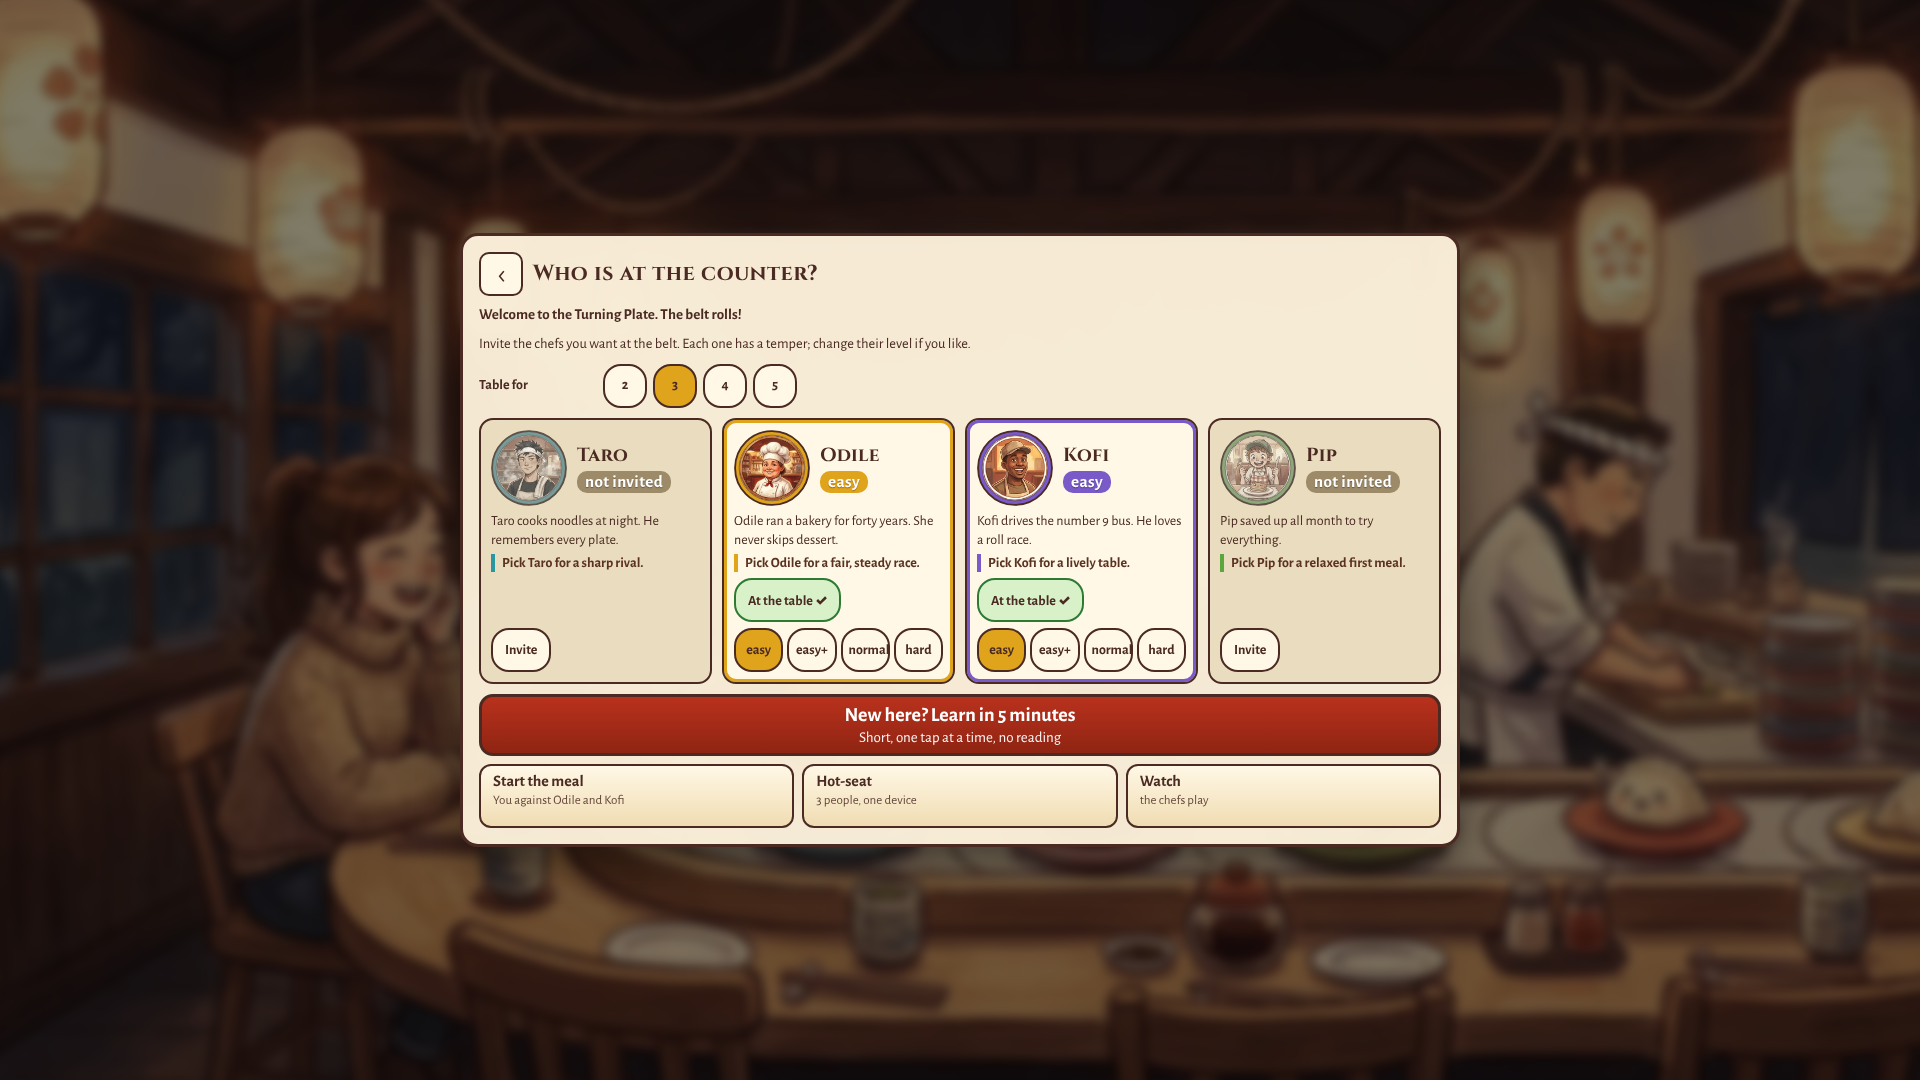 ‹
Who is at the counter?
Welcome to the Turning Plate. The belt rolls!
Invite the chefs you want at the belt. Each one has a temper; change their level if you like.
Table for
2
3
4
5
Taro
not invited
Taro cooks noodles at night. He
remembers every plate.
Pick Taro for a sharp rival.
Invite
Odile
easy
Odile ran a bakery for forty years. She
never skips dessert.
Pick Odile for a fair, steady race.
At the table ✔
easy
easy+
normal
hard
Kofi
easy
Kofi drives the number 9 bus. He loves
a roll race.
Pick Kofi for a lively table.
At the table ✔
easy
easy+
normal
hard
Pip
not invited
Pip saved up all month to try
everything.
Pick Pip for a relaxed first meal.
Invite
New here? Learn in 5 minutes
Short, one tap at a time, no reading
Start the meal
You against Odile and Kofi
Hot-seat
3 people, one device
Watch
the chefs play